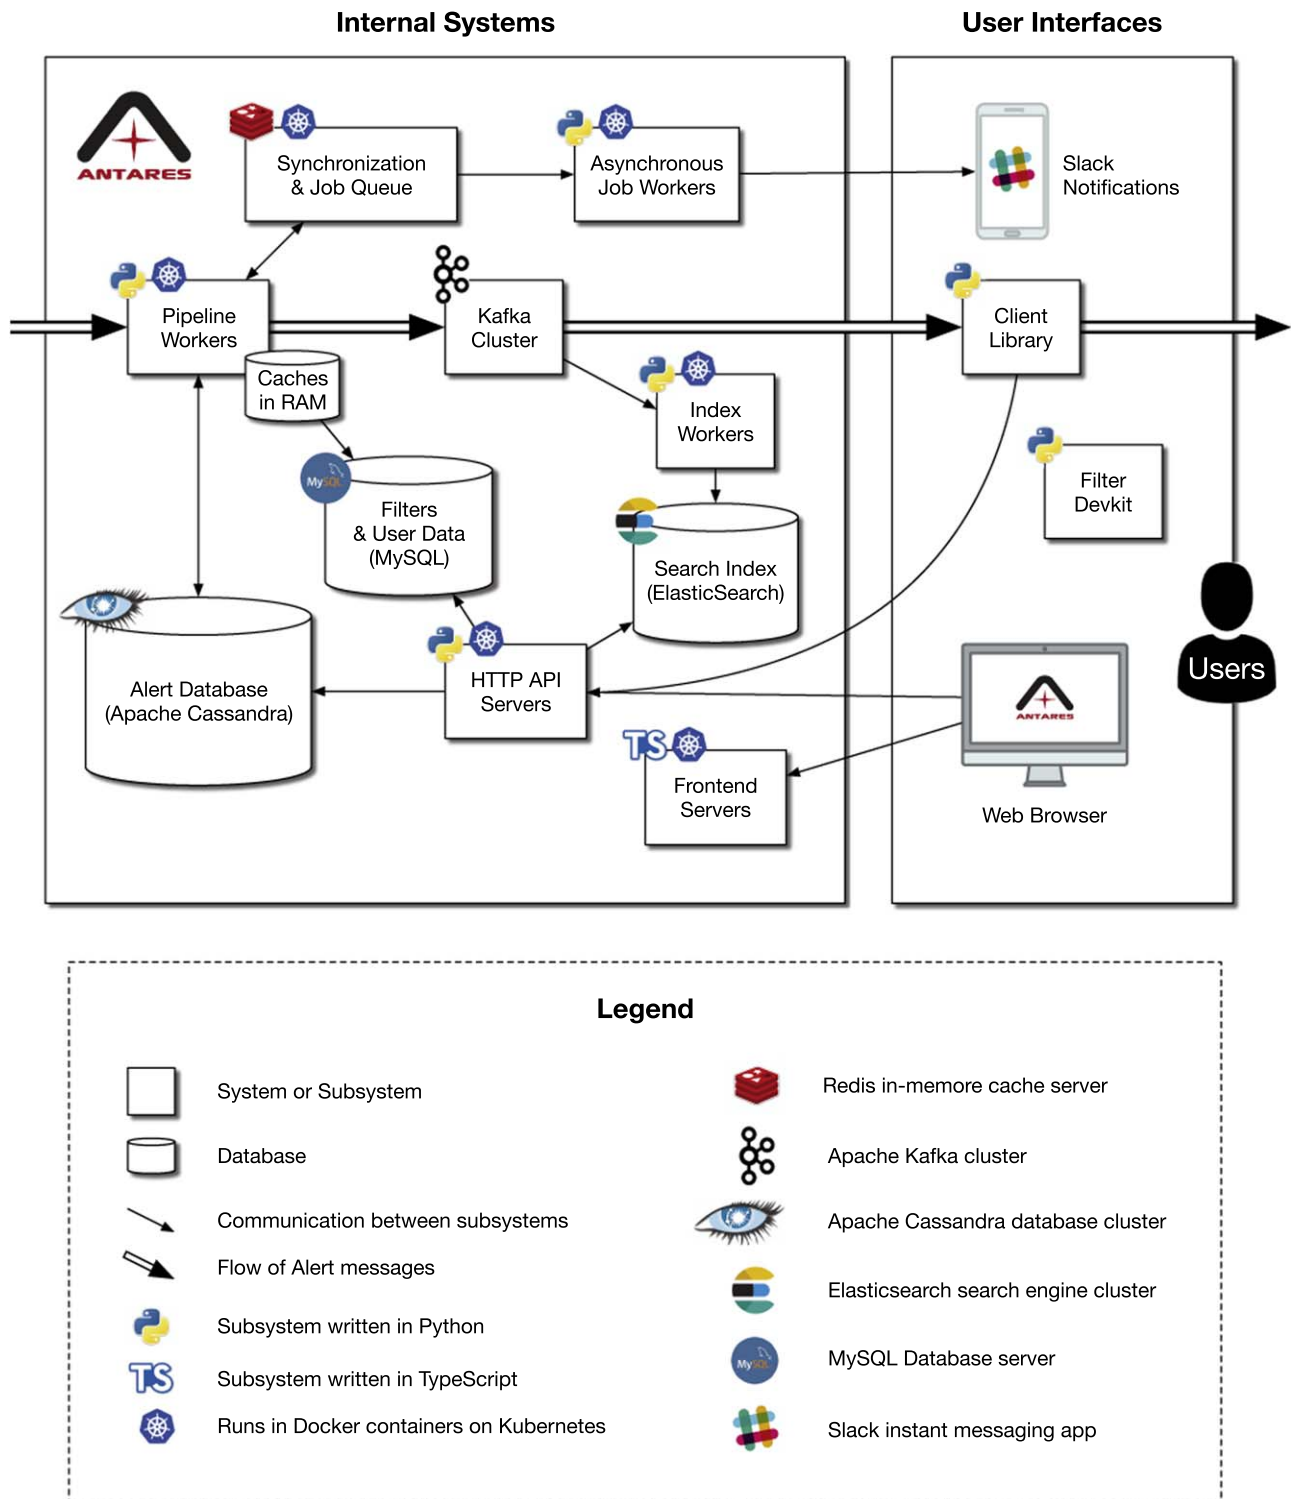 Internal Systems
User Interfaces
ANTARES
Synchronization
& Job Queue
Asynchronous
Job Workers
Slack
Notifications
Pipeline
Workers
Kafka
Cluster
Client
Library
Caches
in RAM
Index
Workers
MySQL
Filters
& User Data
(MySQL)
Filter
Devkit
Search Index
(ElasticSearch)
Alert Database
(Apache Cassandra)
HTTP API
Servers
ANTARES
Users
TS
Frontend
Servers
Web Browser
Legend
System or Subsystem
Database
Communication between subsystems
Flow of Alert messages
Subsystem written in Python
TS
Subsystem written in TypeScript
Runs in Docker containers on Kubernetes
Redis in-memore cache server
Apache Kafka cluster
Apache Cassandra database cluster
Elasticsearch search engine cluster
MySQL
MySQL Database server
Slack instant messaging app